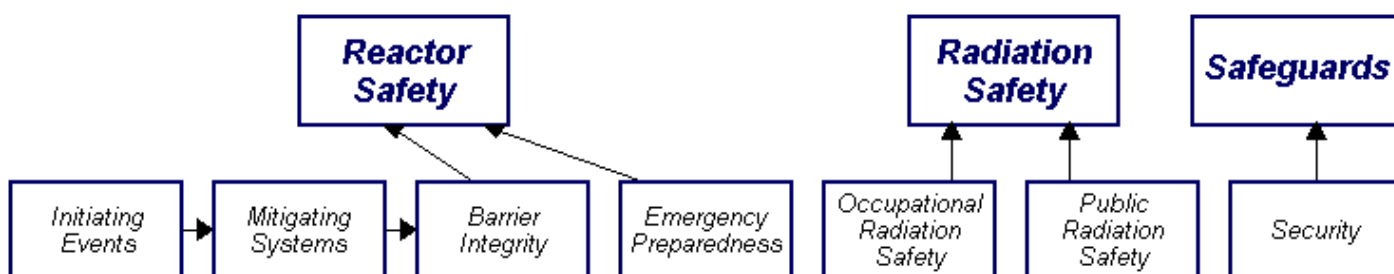 Reactor
Safety
Radiation
Safety
Safeguards
Initiating
Events
Mitigating
Systems
Barrier
Integrity
Emergency
Preparedness
Occupational
Radiation
Safety
Public
Radiation
Safety
Security